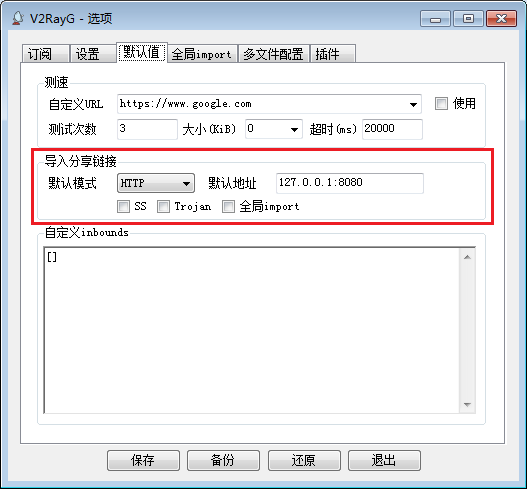 V2RayG - 选项
订阅 设置 默认值 全局import 多文件配置 插件
测速
自定义URL https://www.google.com 使用
测试次数 3 大小(KiB) 0 超时(ms) 20000
导入分享链接
默认模式 HTTP 默认地址 127.0.0.1:8080
SS Trojan 全局import
自定义inbounds
[]
保存 备份 还原 退出